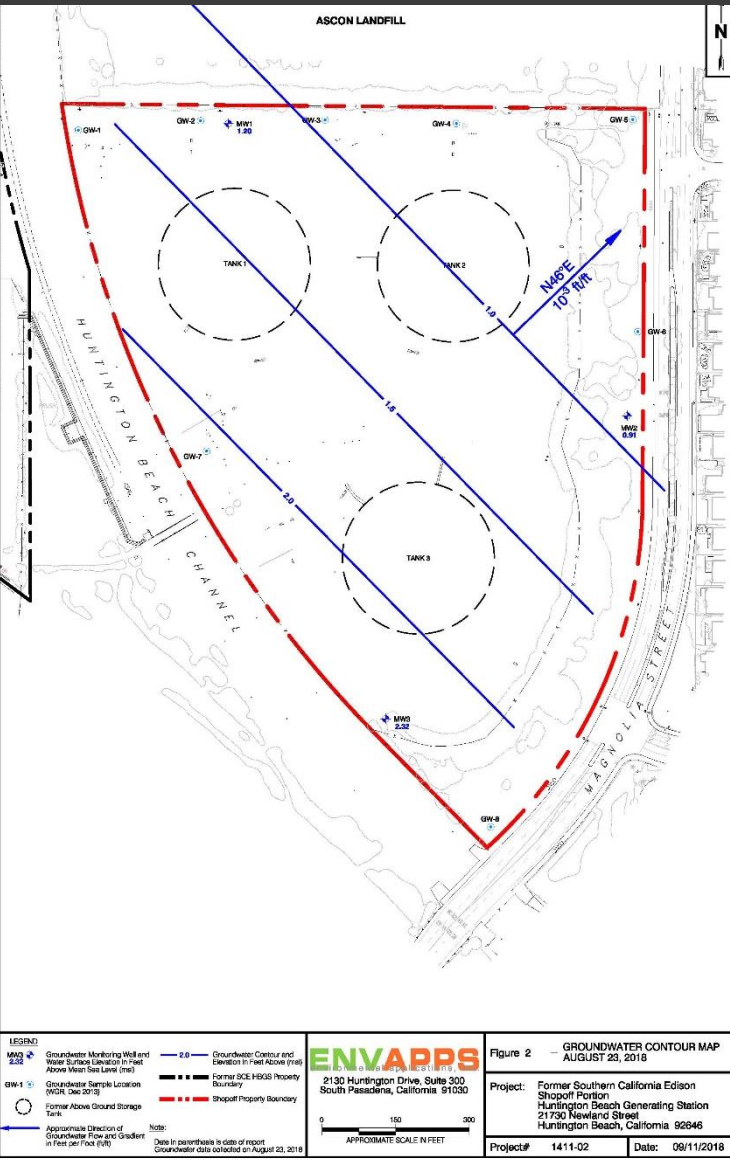 ASCON LANDFILL
N
GW-1
GW-2
MW1
1.20
GW-3
GW-4
GW-5
TANK 1
TANK 2
N46°E
10⁻³ ft/ft
1.0
GW-6
1.5
MW2
0.91
GW-7
2.0
HUNTINGTON BEACH CHANNEL
TANK 3
MW3
2.32
GW-8
MAGNOLIA STREET
LEGEND
MW3
2.32
Groundwater Monitoring Well and
Water Surface Elevation in Feet
Above Mean Sea Level (msl)
GW-1
Groundwater Sample Location
(WGR, Dec 2013)
Former Above Ground Storage
Tank
Approximate Direction of
Groundwater Flow and Gradient
in Feet per Foot (ft/ft)
2.0
Groundwater Contour and
Elevation in Feet Above (msl)
Former SCE HBGS Property
Boundary
Shopoff Property Boundary
Note:
Date in parenthesis is date of report
Groundwater data collected on August 23, 2018
ENVAPPS
2130 Huntington Drive, Suite 300
South Pasadena, California 91030
0 150 300
APPROXIMATE SCALE IN FEET
Figure 2 – GROUNDWATER CONTOUR MAP
AUGUST 23, 2018
Project: Former Southern California Edison
Shopoff Portion
Huntington Beach Generating Station
21730 Newland Street
Huntington Beach, California 92646
Project# 1411-02
Date: 09/11/2018